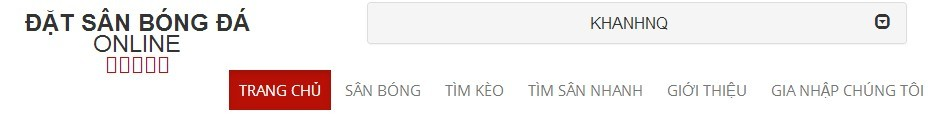 ĐẶT SÂN BÓNG ĐÁ
ONLINE
KHANHNQ
TRANG CHỦ SÂN BÓNG TÌM KÈO TÌM SÂN NHANH GIỚI THIỆU GIA NHẬP CHÚNG TÔI